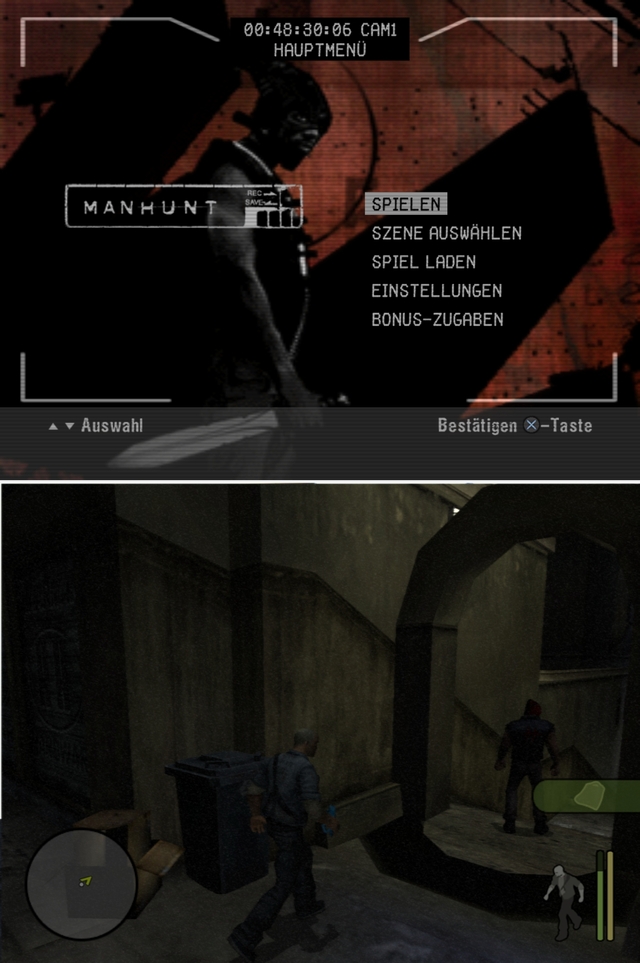 00:48:30:06 CAM1
HAUPTMENÜ
MANHUNT
REC
SAVE
SPIELEN
SZENE AUSWÄHLEN
SPIEL LADEN
EINSTELLUNGEN
BONUS-ZUGABEN
Auswahl
Bestätigen -Taste